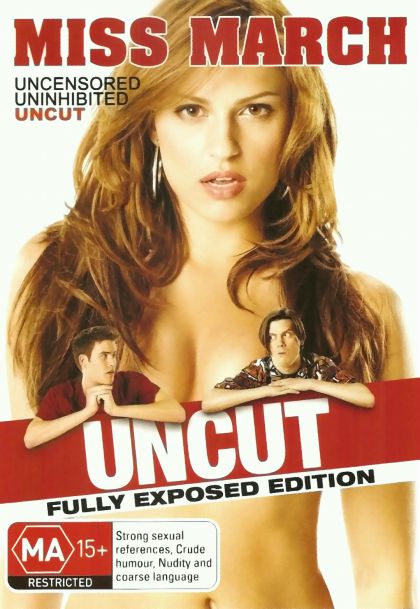 MISS MARCH
UNCENSORED
UNINHIBITED
UNCUT
UNCUT
FULLY EXPOSED EDITION
MA 15+
RESTRICTED
Strong sexual
references, Crude
humour, Nudity and
coarse language